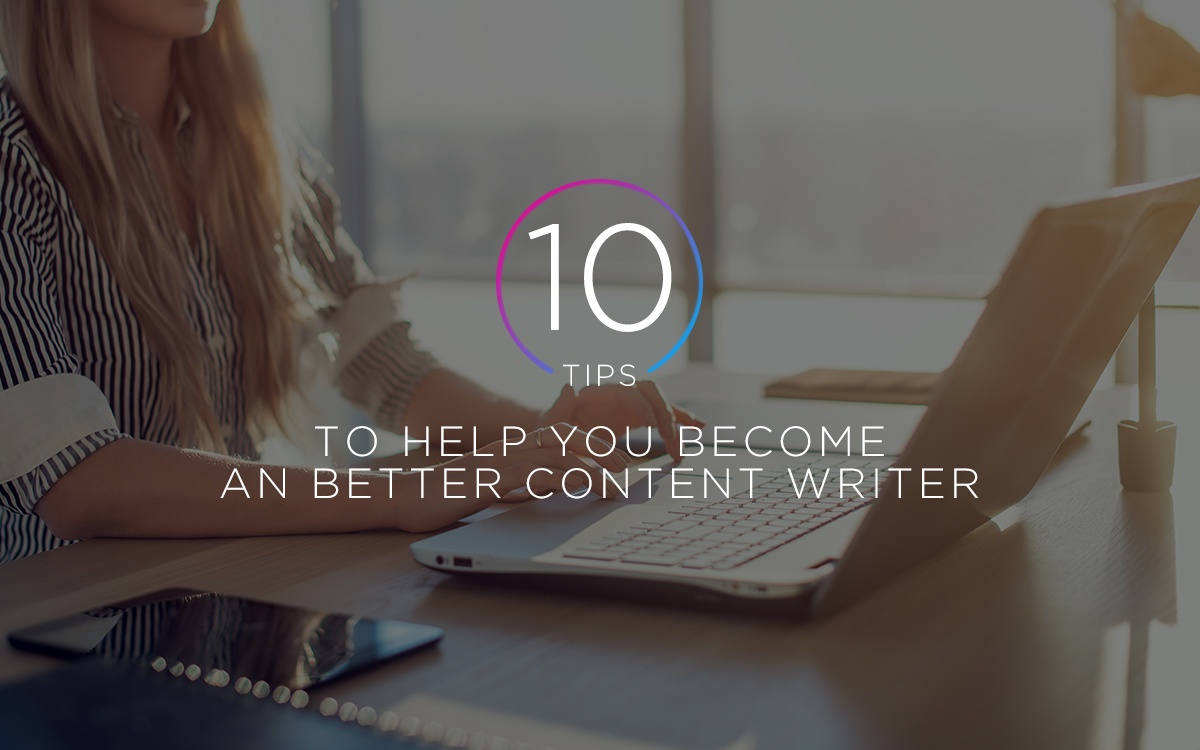 10
TIPS
TO HELP YOU BECOME
AN BETTER CONTENT WRITER